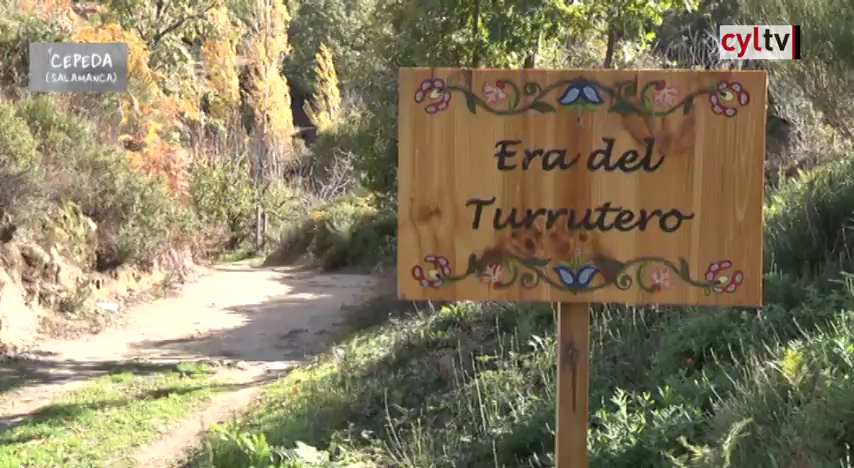 CEPEDA
(SALAMANCA)
cyltv
Era del
Turrutero